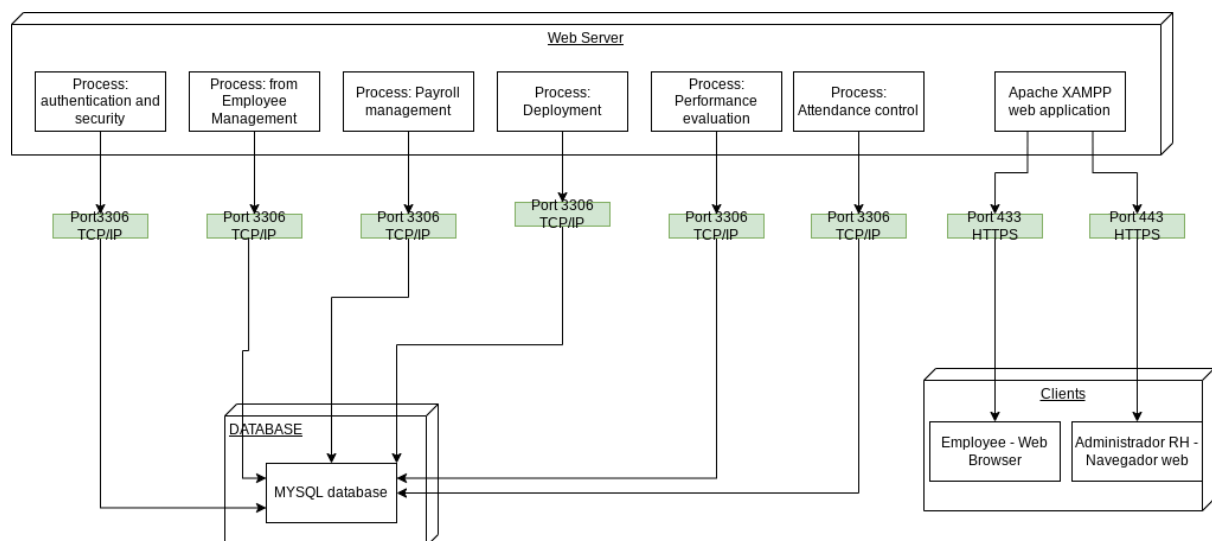 Web Server
Process:
authentication and
security
Process: from
Employee
Management
Process: Payroll
management
Process:
Deployment
Process:
Performance
evaluation
Process:
Attendance control
Apache XAMPP
web application
Port3306
TCP/IP
Port 3306
TCP/IP
Port 3306
TCP/IP
Port 3306
TCP/IP
Port 3306
TCP/IP
Port 3306
TCP/IP
Port 433
HTTPS
Port 443
HTTPS
DATABASE
MYSQL database
Clients
Employee - Web
Browser
Administrador RH -
Navegador web